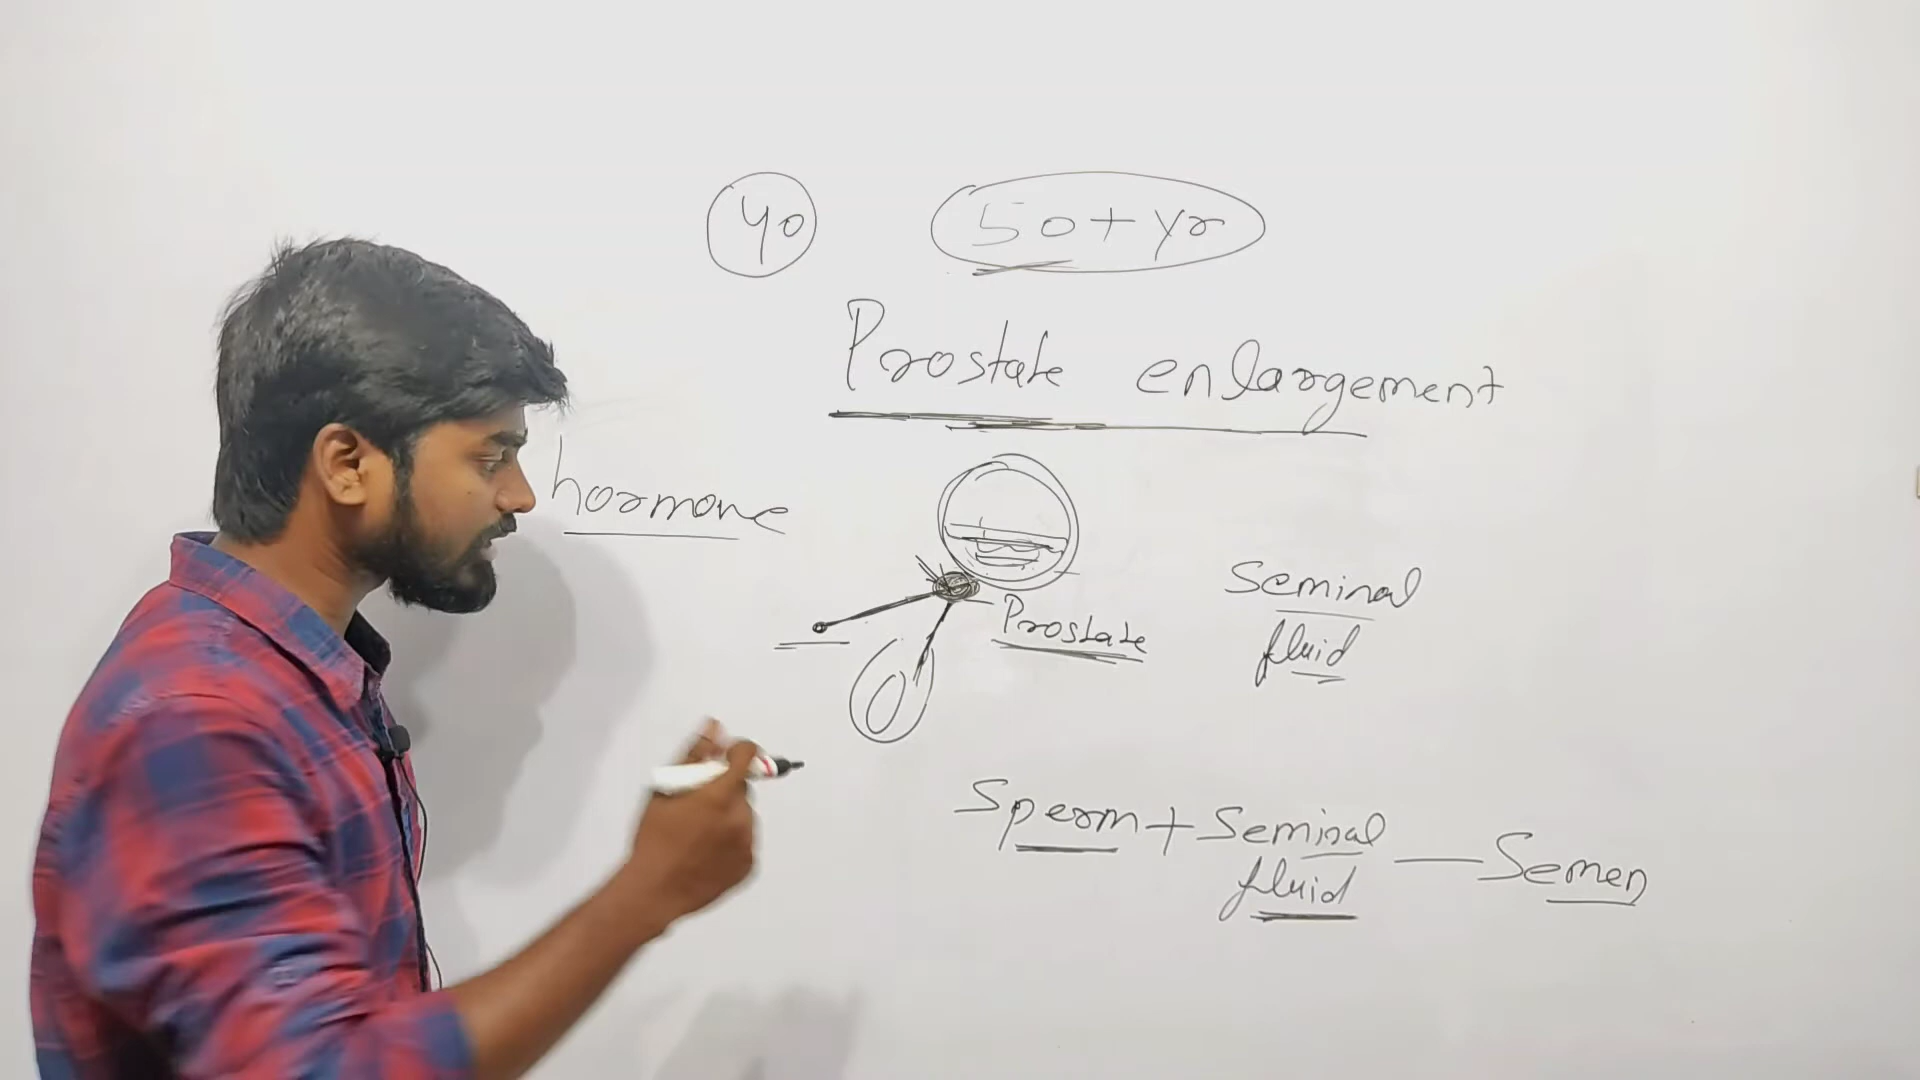 40
50+ yr
Prostate enlargement
hormone
Prostate
Seminal
fluid
Sperm + Seminal
fluid — Semen